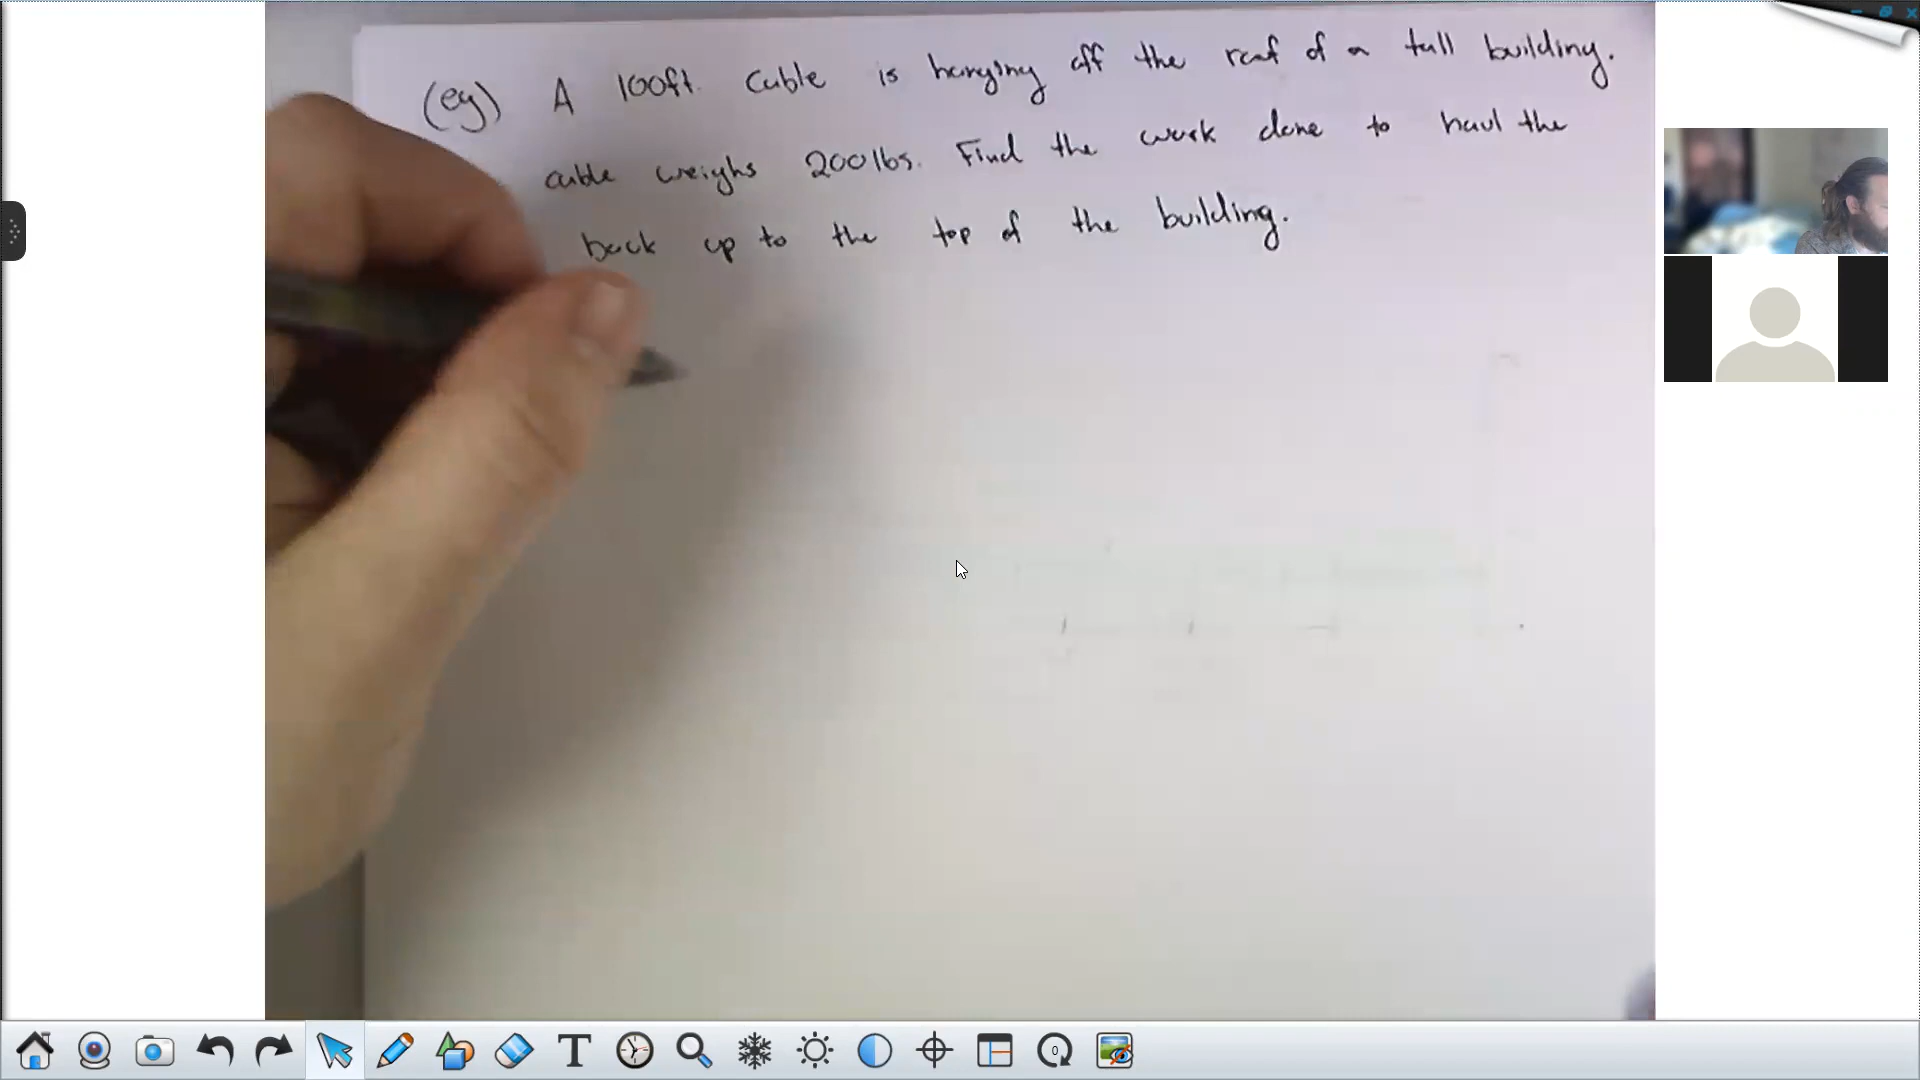 (eg) A 100ft. cable is hanging off the roof of a tall building.
cable weighs 200lbs. Find the work done to haul the
back up to the top of the building.
T
0